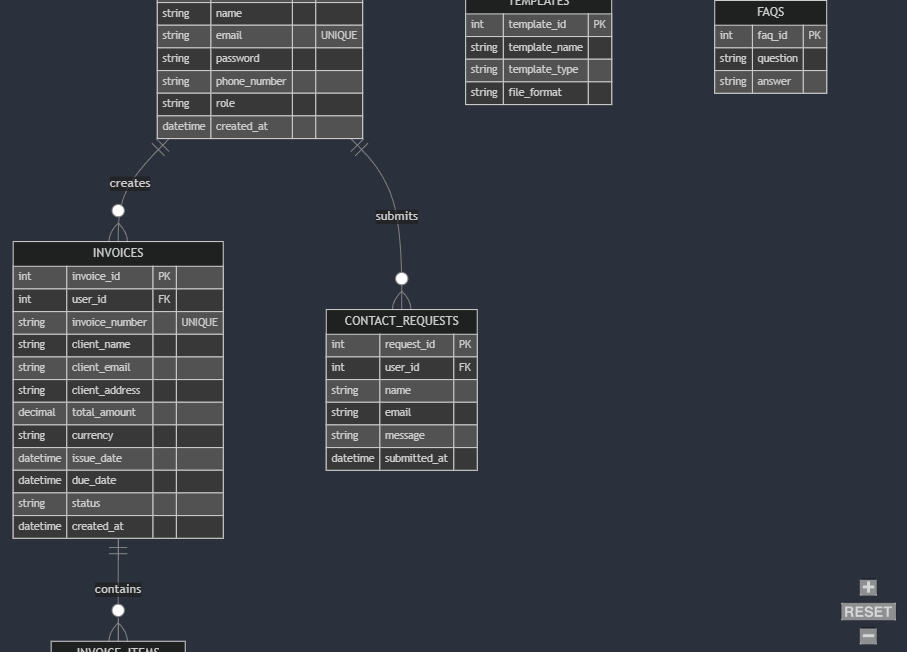 string name
string email UNIQUE
string password
string phone_number
string role
datetime created_at
TEMPLATES
int template_id PK
string template_name
string template_type
string file_format
FAQS
int faq_id PK
string question
string answer
creates
submits
INVOICES
int invoice_id PK
int user_id FK
string invoice_number UNIQUE
string client_name
string client_email
string client_address
decimal total_amount
string currency
datetime issue_date
datetime due_date
string status
datetime created_at
CONTACT_REQUESTS
int request_id PK
int user_id FK
string name
string email
string message
datetime submitted_at
contains
INVOICE_ITEMS
+
RESET
−